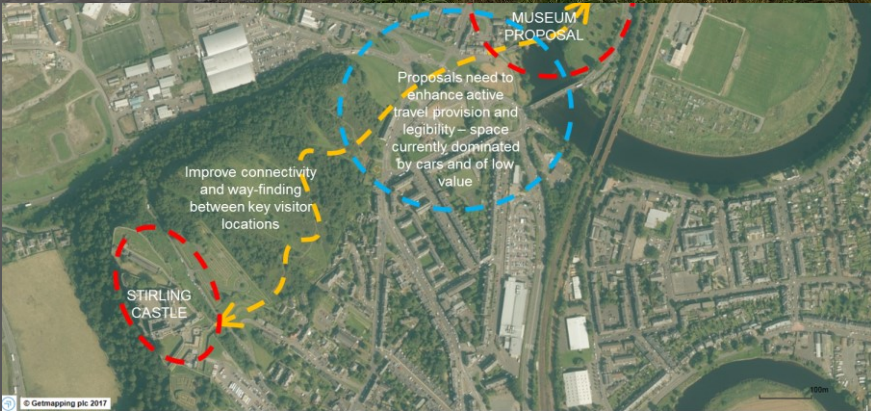 MUSEUM
PROPOSAL
Proposals need to
enhance active
travel provision and
legibility – space
currently dominated
by cars and of low
value
Improve connectivity
and way-finding
between key visitor
locations
STIRLING
CASTLE
100m
© Getmapping plc 2017